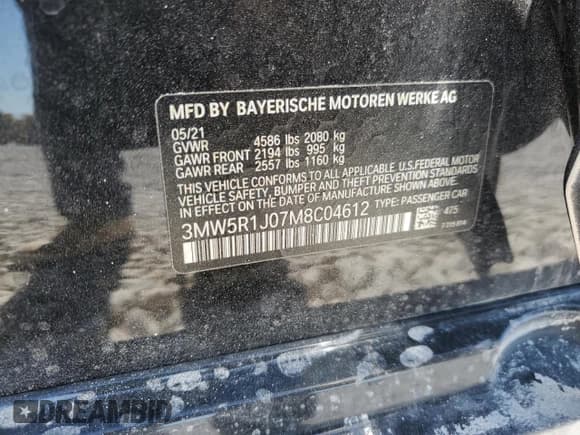 MFD BY BAYERISCHE MOTOREN WERKE AG
05/21
GVWR 4586 lbs 2080 kg
GAWR FRONT 2194 lbs 995 kg
GAWR REAR 2557 lbs 1160 kg
THIS VEHICLE CONFORMS TO ALL APPLICABLE U.S.FEDERAL MOTOR
VEHICLE SAFETY, BUMPER AND THEFT PREVENTION STANDARDS
IN EFFECT ON THE DATE OF MANUFACTURE SHOWN ABOVE.
3MW5R1J07M8C04612 TYPE: PASSENGER CAR
475
DREAMBID